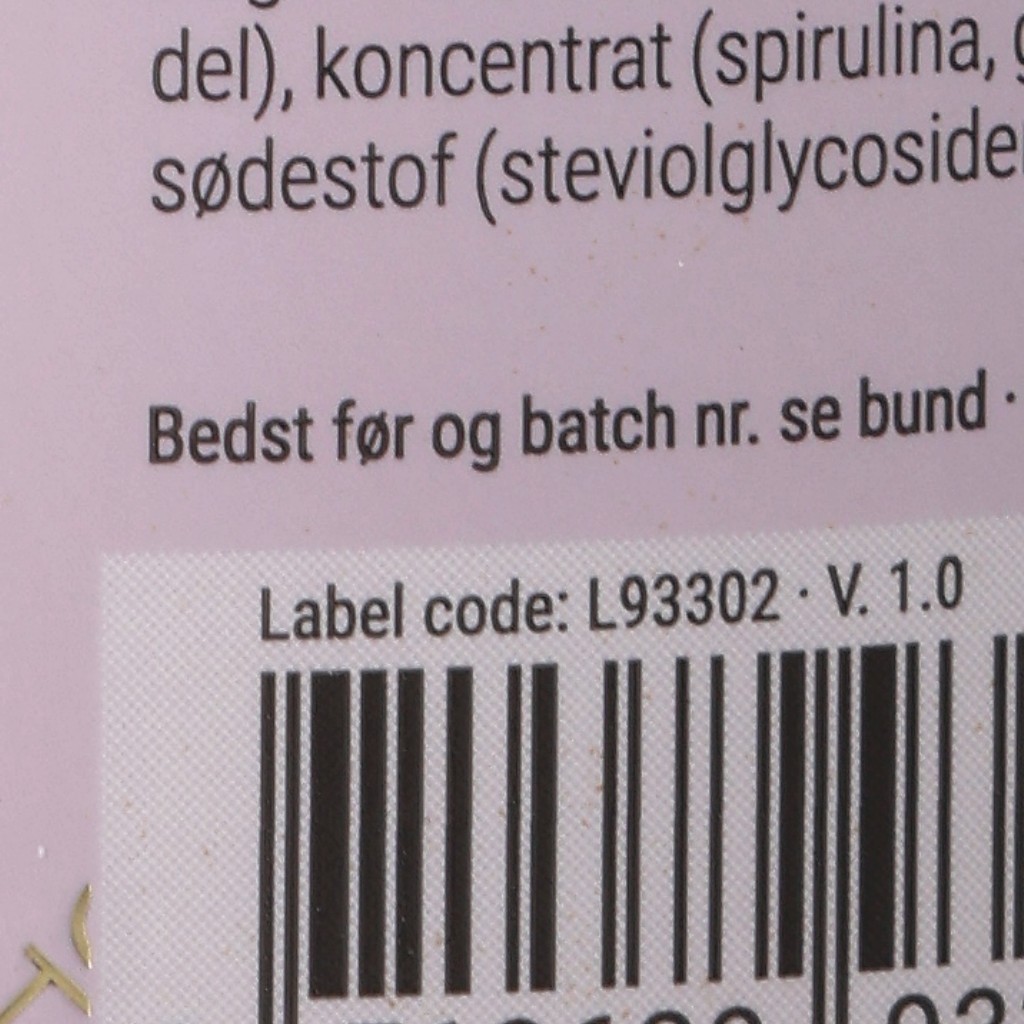 del), koncentrat (spirulina,
sødestof (steviolglycosider
Bedst før og batch nr. se bund ·
Label code: L93302 · V. 1.0